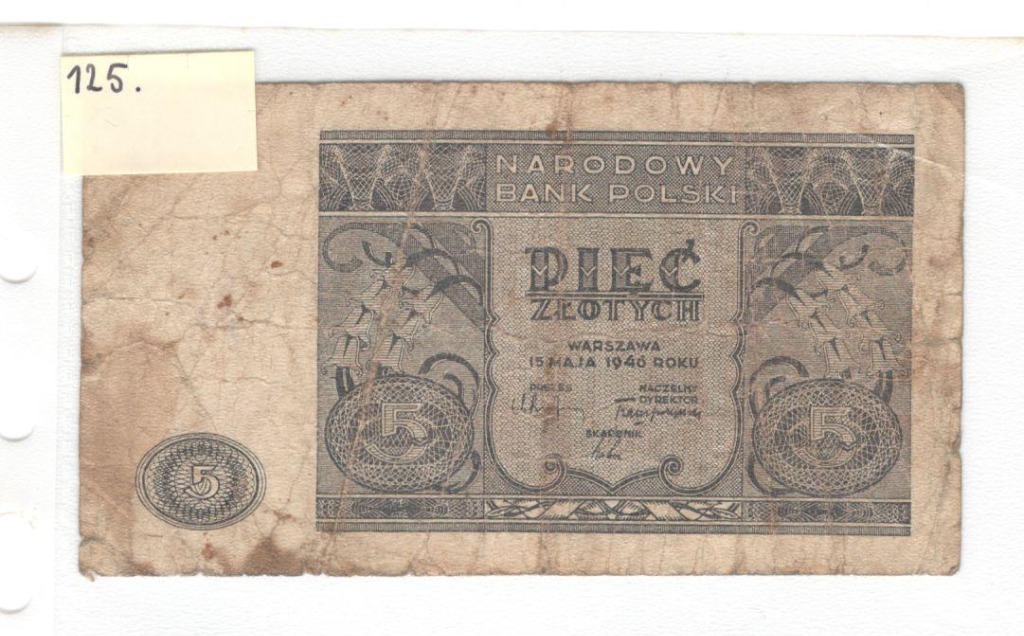 125.
NARODOWY
BANK POLSKI
PIĘĆ
ZŁOTYCH
WARSZAWA
15 MAJA 1946 ROKU
PREZES
NACZELNY
DYREKTOR
SKARBNIK
5
5
5